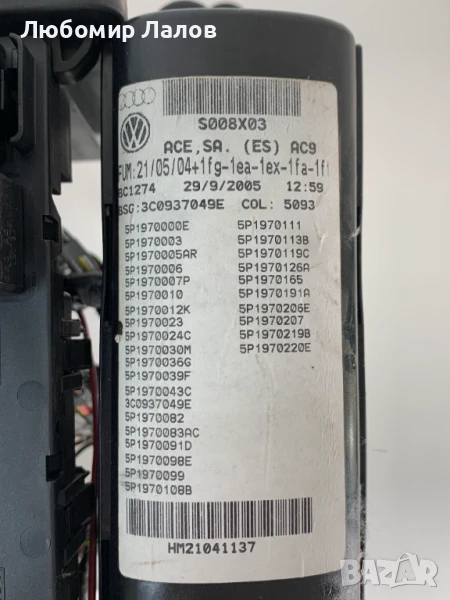 Любомир Лалов
S008X03
ACE,SA. (ES) AC9
FUM:21/05/04+1fg-1ea-1ex-1fa-1f
BC1274 29/9/2005 12:59
BSG:3C0937049E COL: 5093
5P1970000E 5P1970111
5P1970003 5P1970113B
5P1970005AR 5P1970119C
5P1970006 5P1970126A
5P1970007P 5P1970165
5P1970010 5P1970191A
5P1970012K 5P1970206E
5P1970023 5P1970207
5P1970024C 5P1970219B
5P1970030M 5P1970220E
5P1970036G
5P1970039F
5P1970043C
3C0937049E
5P1970082
5P1970083AC
5P1970091D
5P1970098E
5P1970099
5P1970108B
HM21041137
BAZAR